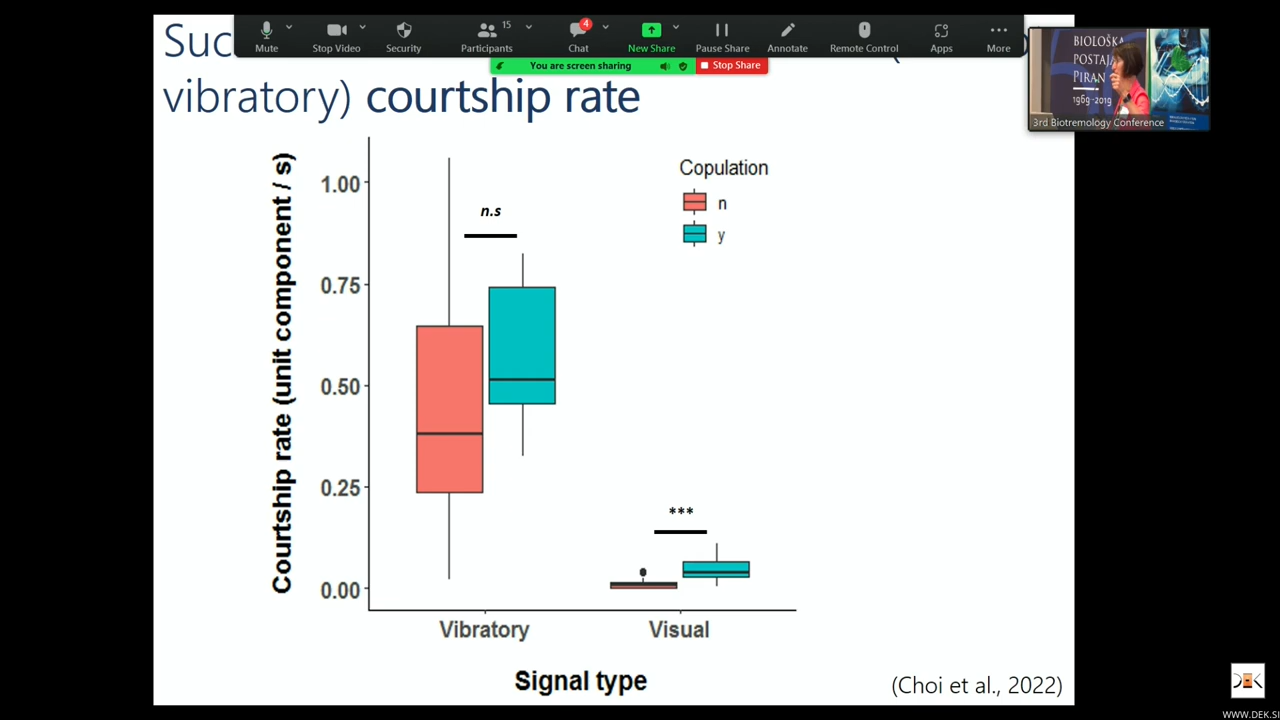 Mute
Stop Video
Security
Participants
15
Chat
4
New Share
Pause Share
Annotate
Remote Control
Apps
More
You are screen sharing
Stop Share
Suc
vibratory) courtship rate
BIOLOŠKA
POSTAJA
PIRAN
1969-2019
3rd Biotremology Conference
Courtship rate (unit component / s)
1.00
0.75
0.50
0.25
0.00
n.s
***
Copulation
n
y
Vibratory
Visual
Signal type
(Choi et al., 2022)
WWW.DEK.SI